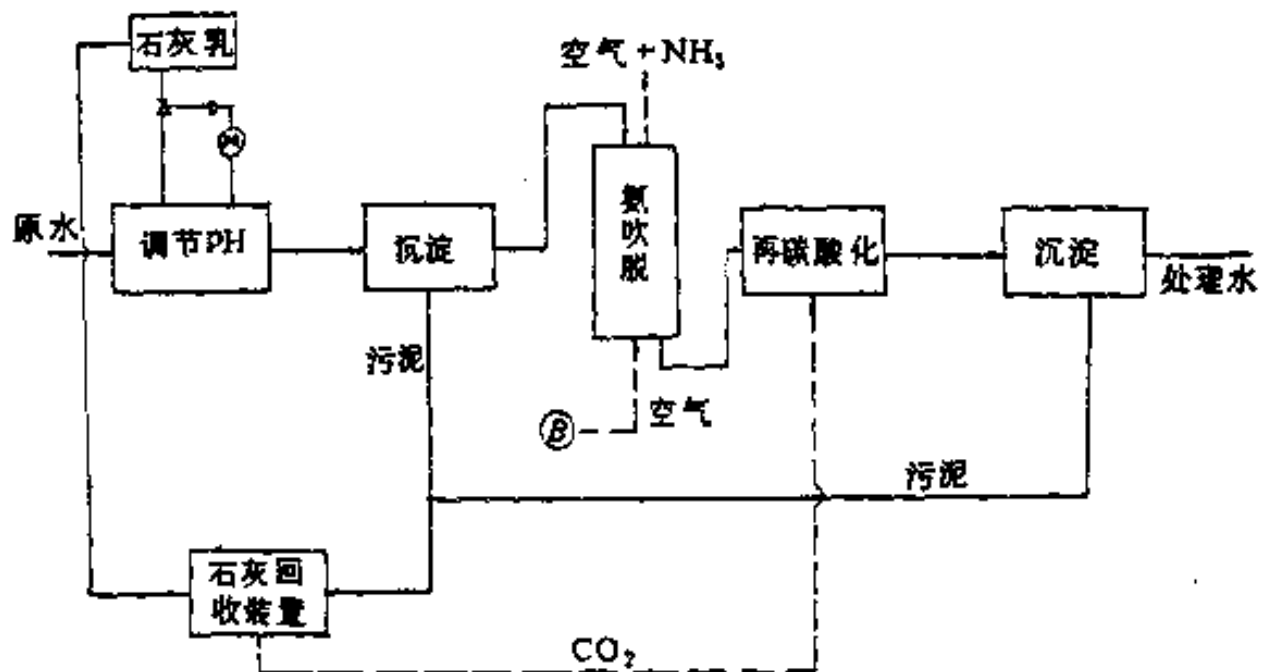 石灰乳
空气+NH₃
PH
原水
调节PH
沉淀
氨吹脱
再碳酸化
沉淀
处理水
污泥
空气
B
污泥
石灰回
收装置
CO₂